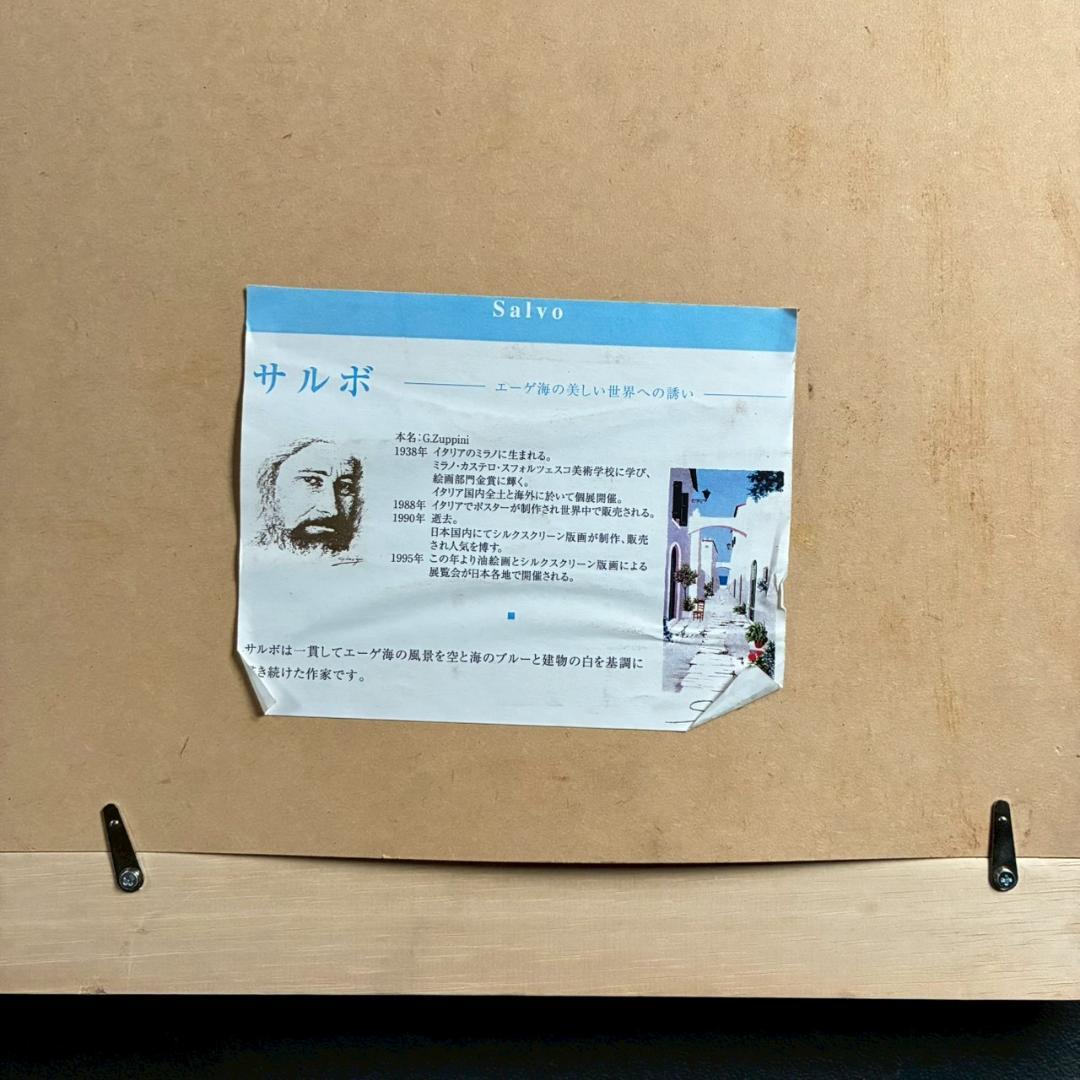 Salvo
サルボ
エーゲ海の美しい世界への誘い
本名：G.Zuppini
1938年 イタリアのミラノに生まれる。
ミラノ・カステロ・スフォルツェスコ美術学校に学び、
絵画部門金賞に輝く。
イタリア国内全土と海外に於いて個展開催。
1988年 イタリアでポスターが制作され世界中で販売される。
1990年 逝去。
日本国内にてシルクスクリーン版画が制作、販売
され人気を博す。
1995年 この年より油絵画とシルクスクリーン版画による
展覧会が日本各地で開催される。
サルボは一貫してエーゲ海の風景を空と海のブルーと建物の白を基調に
き続けた作家です。